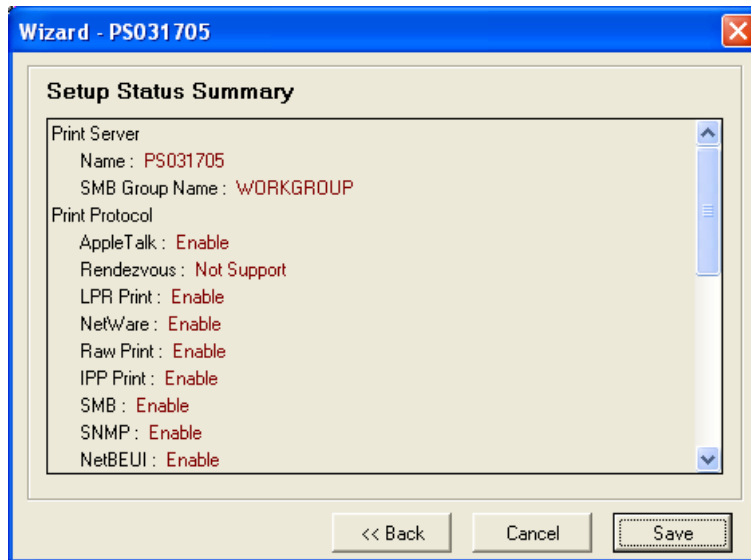 Wizard - PS031705
Setup Status Summary
Print Server
Name : PS031705
SMB Group Name : WORKGROUP
Print Protocol
AppleTalk : Enable
Rendezvous : Not Support
LPR Print : Enable
NetWare : Enable
Raw Print : Enable
IPP Print : Enable
SMB : Enable
SNMP : Enable
NetBEUI : Enable
<< Back Cancel Save